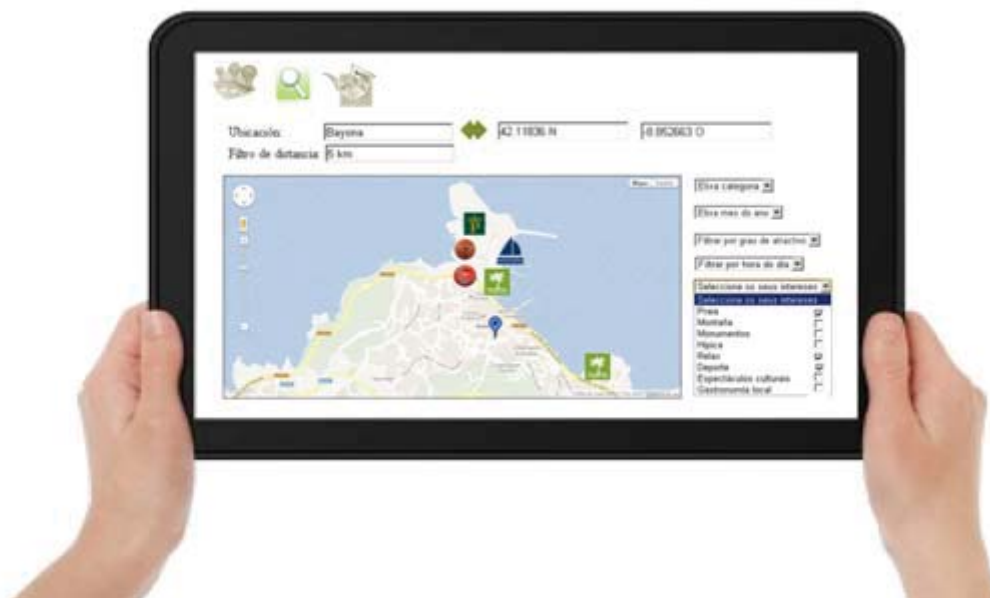 Ubicación: Bayona 42.11836 N -8.852663 O
Filtro de distancia: 5 km
Elixa categoria
Elixa mes do ano
Filtrar por grao de atractivo
Filtrar por hora do día
Seleccione os seus intereses
Seleccione os seus intereses
Praia
Montaña
Monumentos
Hípica
Relax
Deporte
Espectáculos culturais
Gastronomía local